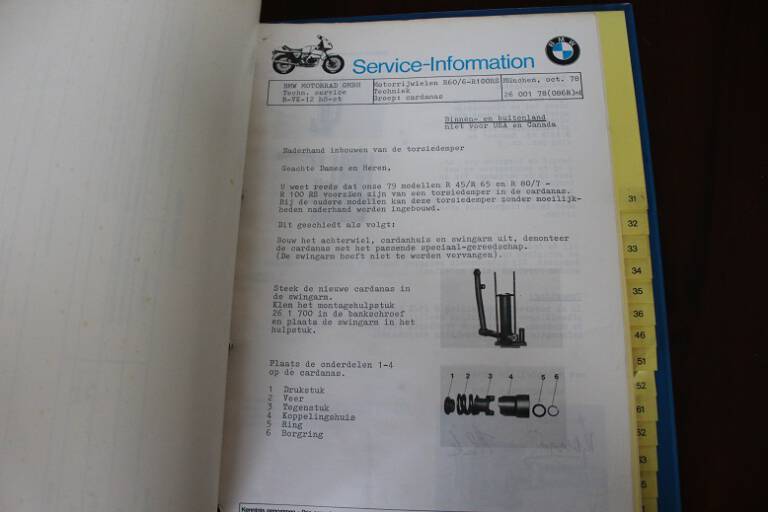 BMW
Service-Information
BMW MOTORRAD GMBH
Techn. service
B-VZ-12 hö-st
Motorrijwielen R60/6-R100RS
Techniek
Groep: cardanas
München, oct. 78
26 001 78(086R)
Binnen- en buitenland
niet voor USA en Canada
Naderhand inbouwen van de torsiedemper
Geachte Dames en Heren,
U weet reeds dat onze 79 modellen R 45/R 65 en R 80/7 -
R 100 RS voorzien zijn van een torsiedemper in de cardanas.
Bij de oudere modellen kan deze torsiedemper zonder moeilijk-
heden naderhand worden ingebouwd.
Dit geschiedt als volgt:
Bouw het achterwiel, cardanhuis en swingarm uit, demonteer
de cardanas met het passende speciaal-gereedschap.
(De swingarm hoeft niet te worden vervangen).
Steek de nieuwe cardanas in
de swingarm.
Klem het montagehulpstuk
26 1 700 in de bankschroef
en plaats de swingarm in het
hulpstuk.
Plaats de onderdelen 1-4
op de cardanas.
1 2 3 4 5 6
1 Drukstuk
2 Veer
3 Tegenstuk
4 Koppelingshuis
5 Ring
6 Borgring
Kenntnis genommen
31
32
33
34
35
36
46
51
52
61
62
63